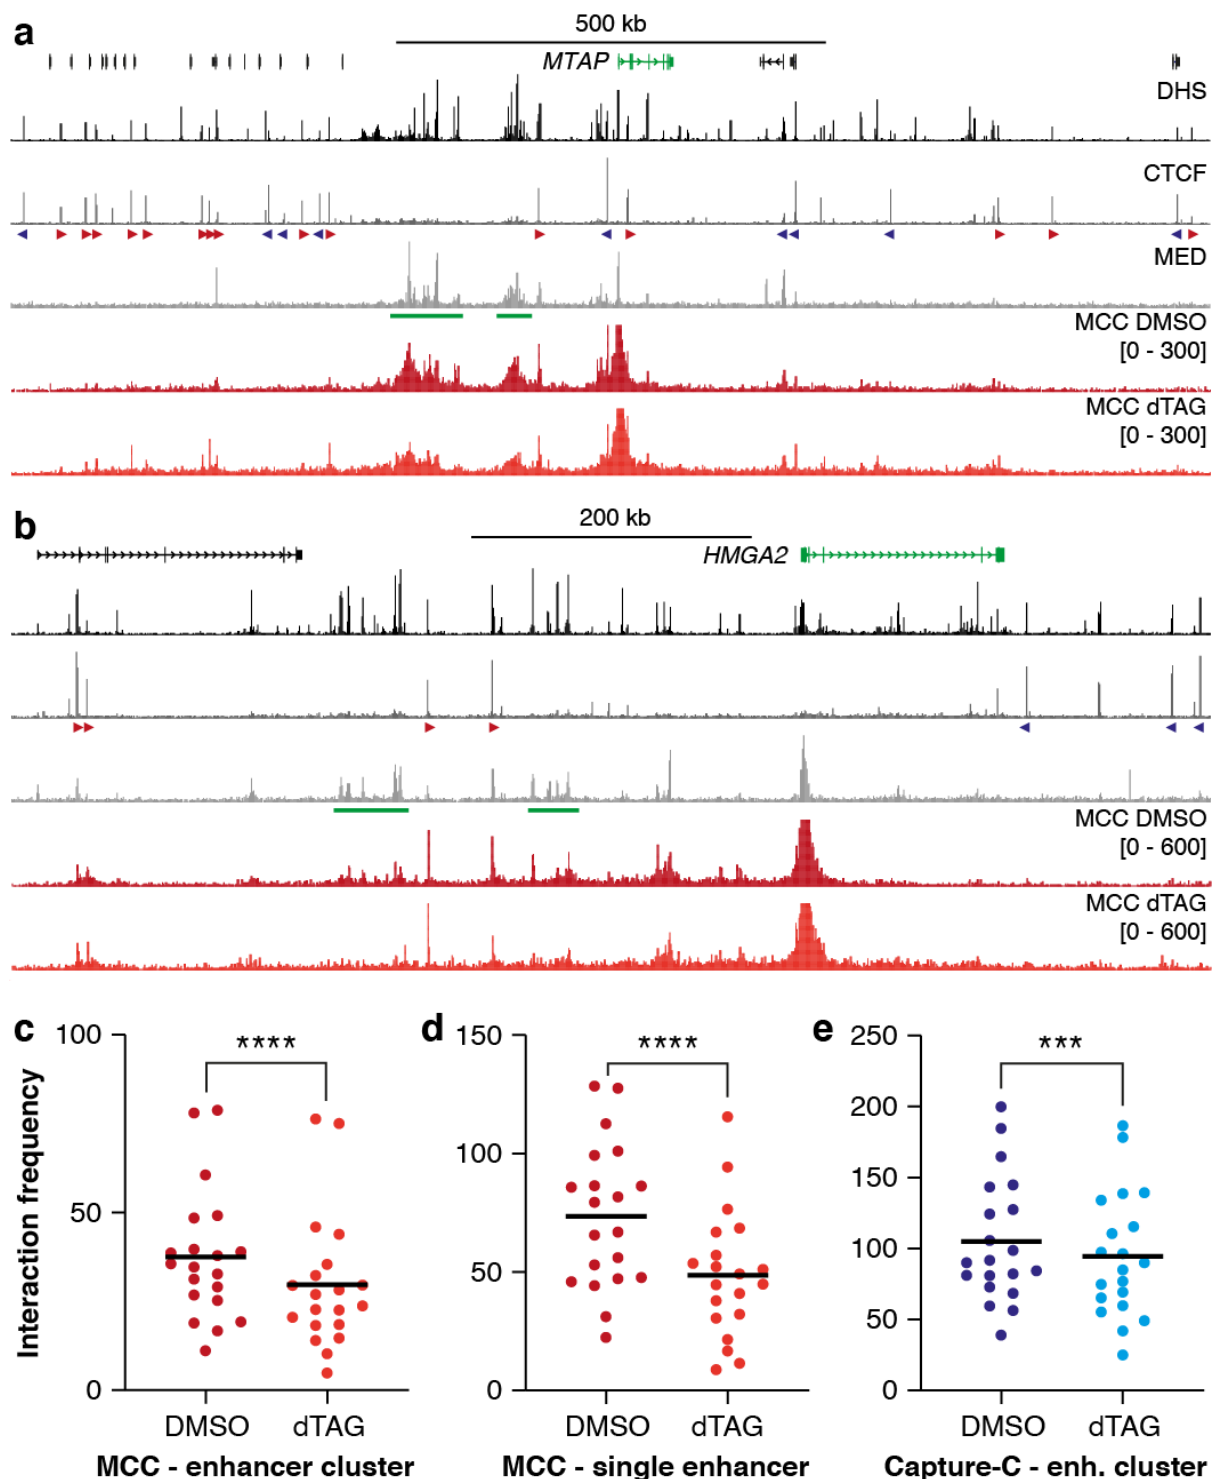 a
500 kb
MTAP
DHS
CTCF
MED
MCC DMSO
[0 - 300]
MCC dTAG
[0 - 300]
b
200 kb
HMGA2
MCC DMSO
[0 - 600]
MCC dTAG
[0 - 600]
c
Interaction frequency
100
50
0
****
DMSO dTAG
MCC - enhancer cluster
d
150
100
50
0
****
DMSO dTAG
MCC - single enhancer
e
250
200
150
100
50
0
***
DMSO dTAG
Capture-C - enh. cluster